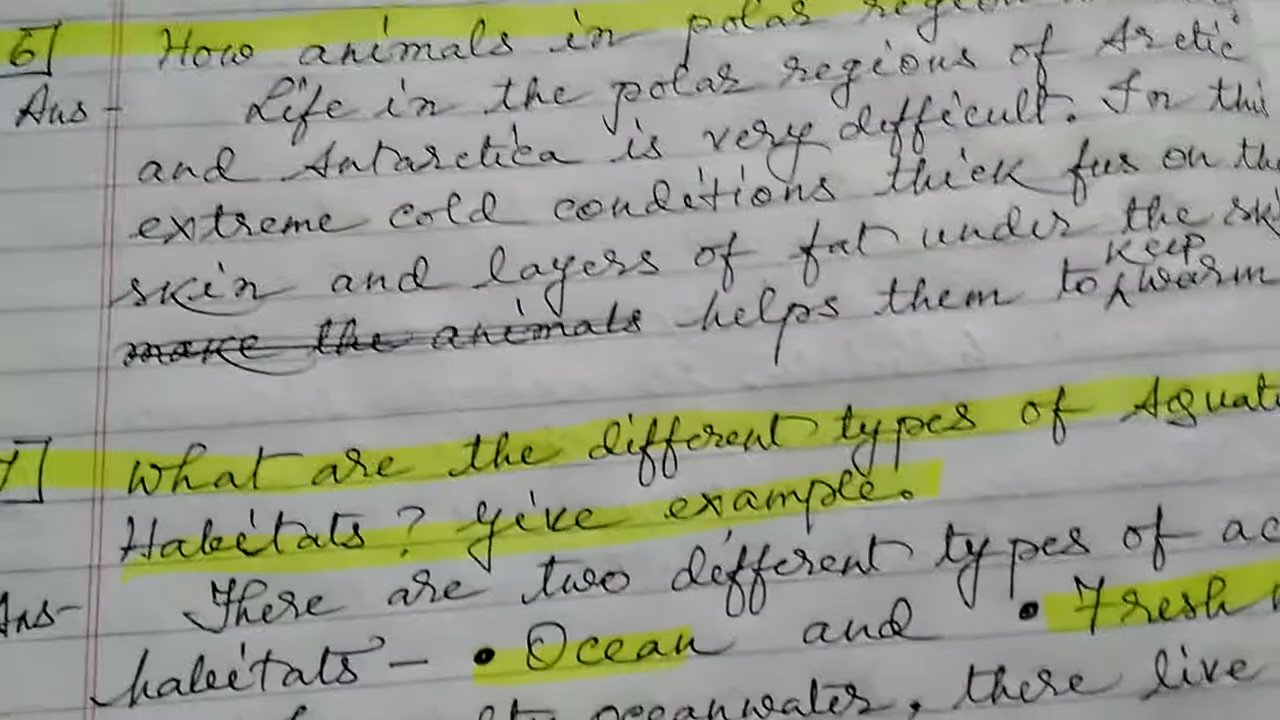 6] How animals in polar
Ans - Life in the polar regions of Arctic
and Antarctica is very difficult. In this
extreme cold conditions thick fur on
skin and layers of fat under the
keep
make the animals helps them to warm
7] What are the different types of
Habitats? Give example.
Ans- There are two different types of
habitats - • Ocean and • Fresh
oceanwater, there live